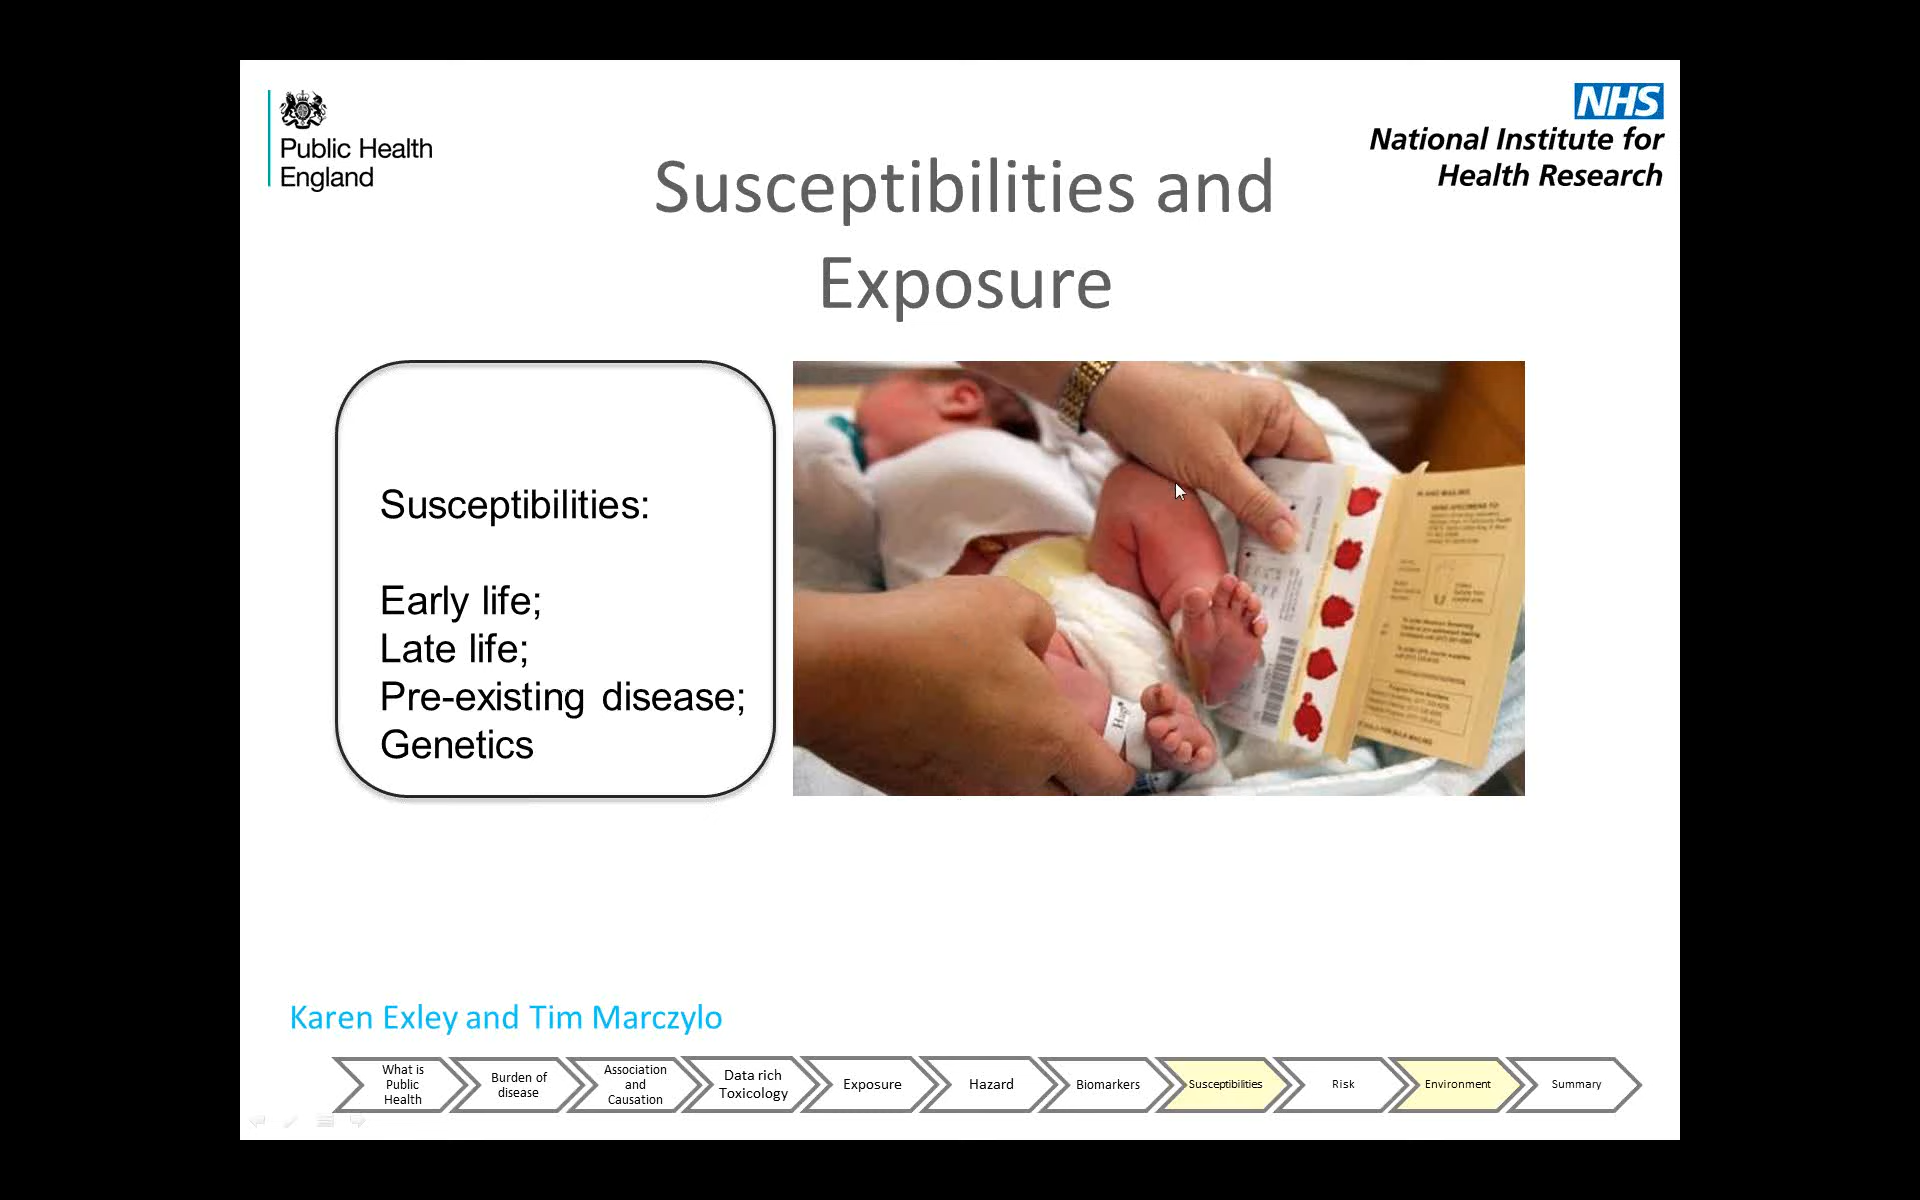 Public Health
England
NHS
National Institute for
Health Research
Susceptibilities and
Exposure
Susceptibilities:
Early life;
Late life;
Pre-existing disease;
Genetics
Karen Exley and Tim Marczylo
What is
Public
Health
Burden of
disease
Association
and
Causation
Data rich
Toxicology
Exposure
Hazard
Biomarkers
Susceptibilities
Risk
Environment
Summary